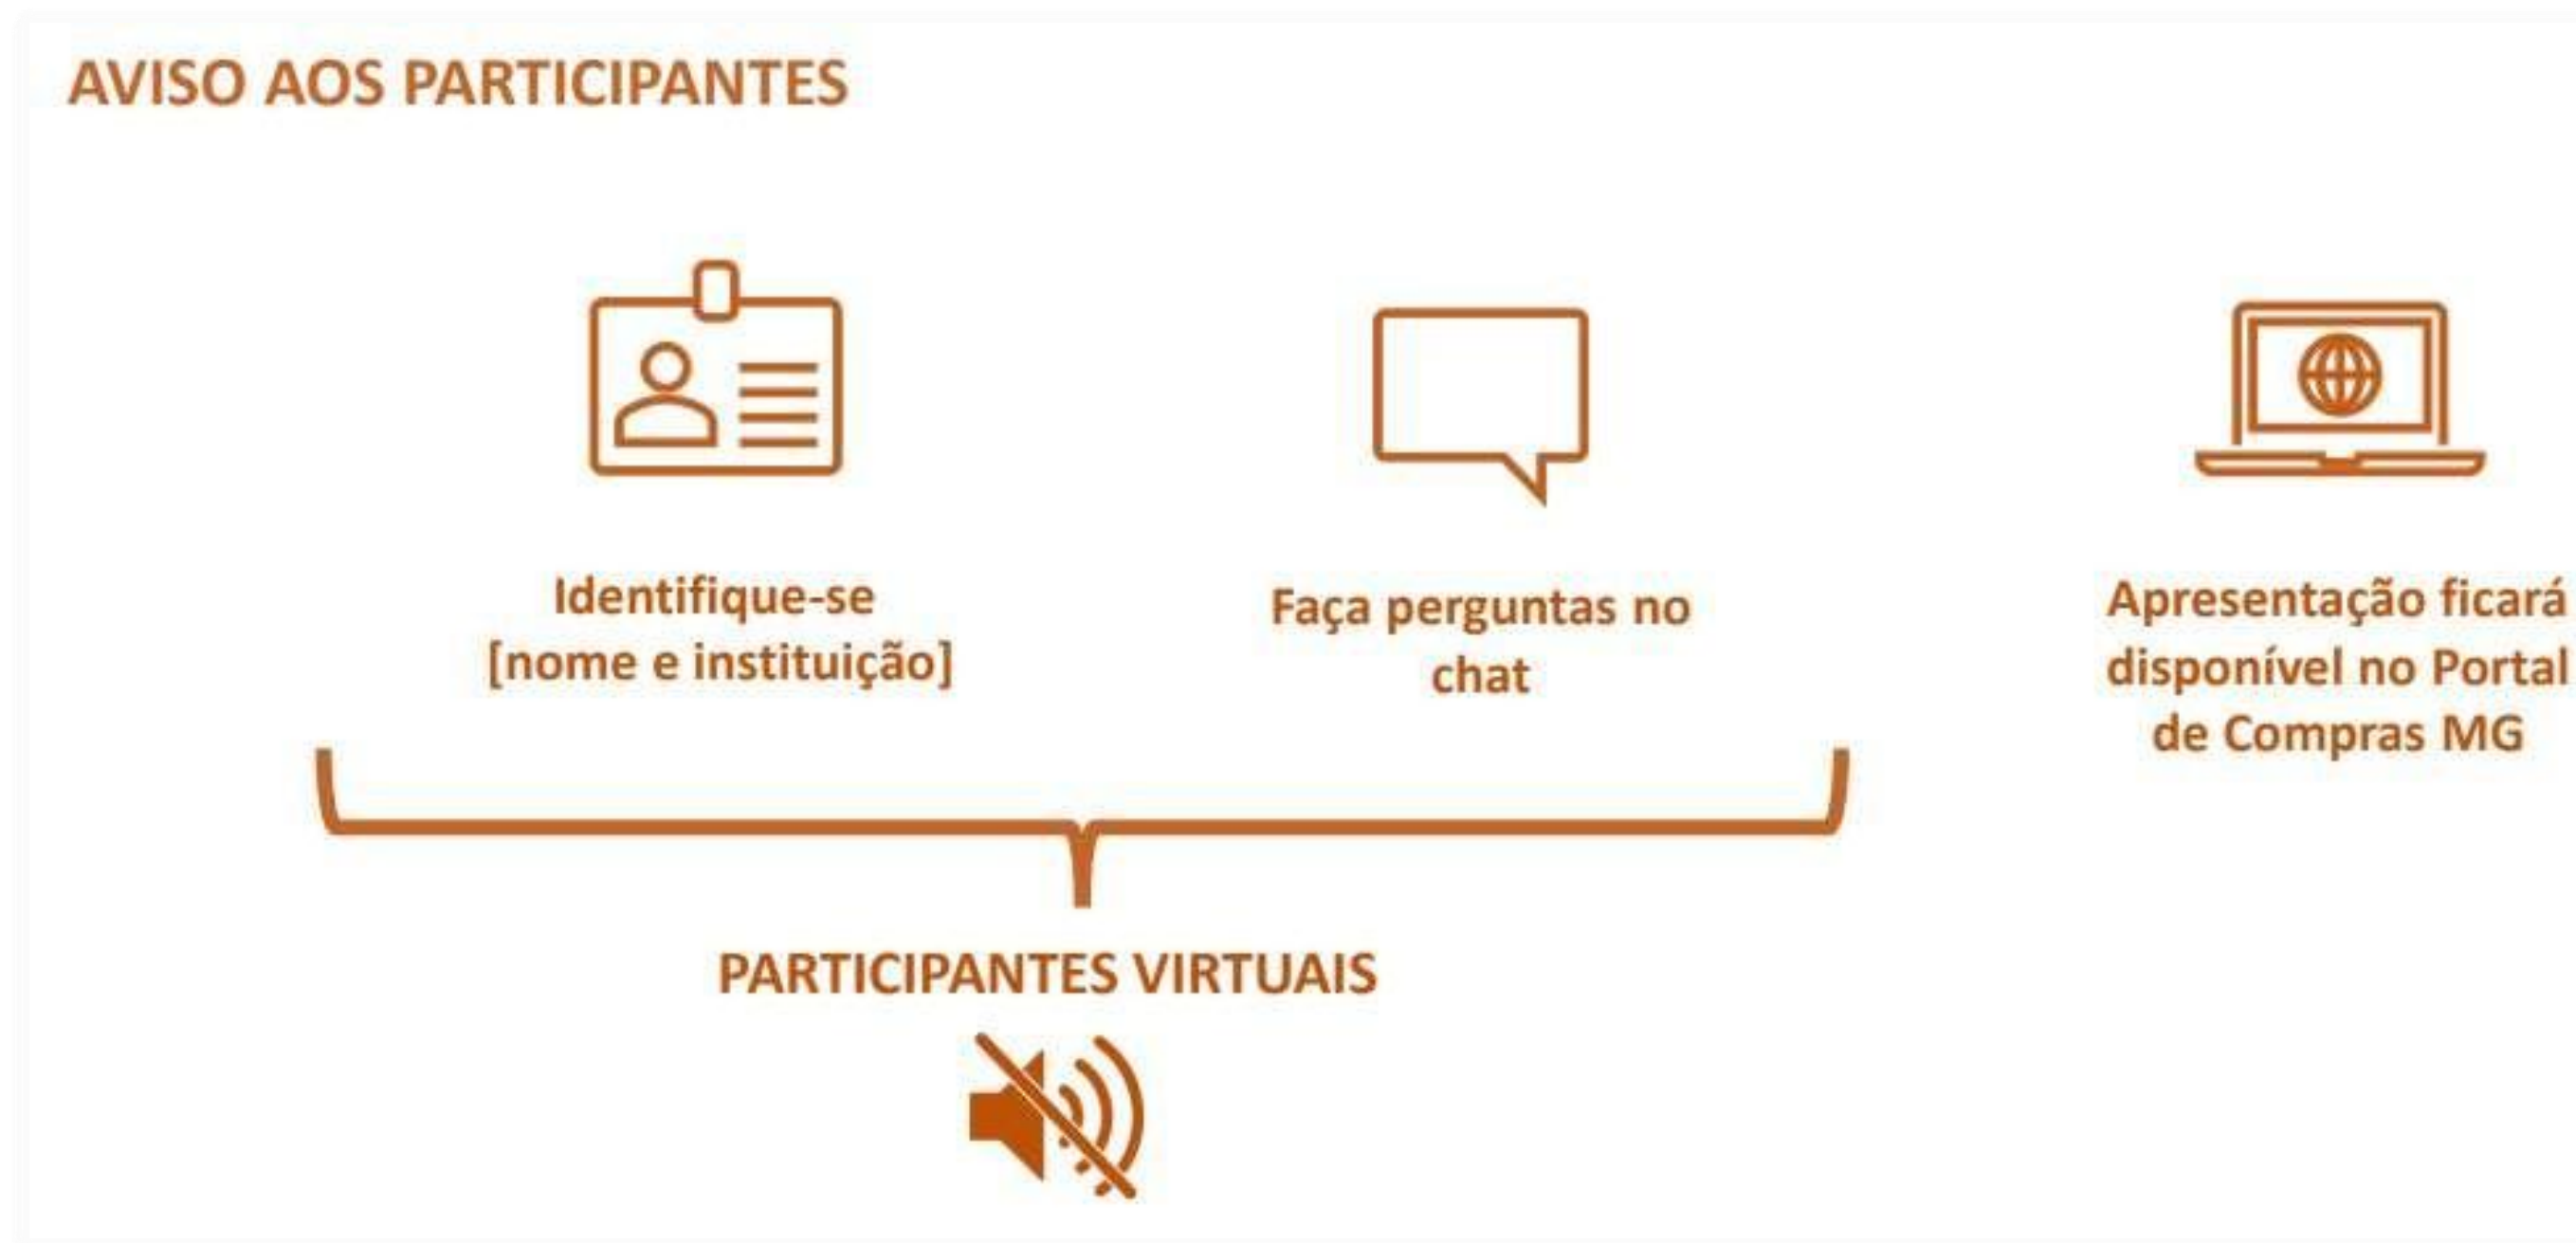 AVISO AOS PARTICIPANTES
Identifique-se
[nome e instituição]
Faça perguntas no
chat
Apresentação ficará
disponível no Portal
de Compras MG
PARTICIPANTES VIRTUAIS